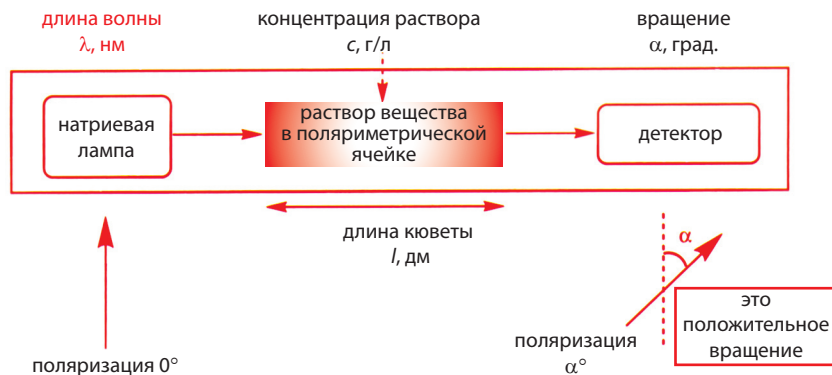 длина волны
λ, нм
концентрация раствора
c, г/л
вращение
α, град.
натриевая
лампа
раствор вещества
в поляриметрической
ячейке
детектор
длина кюветы
l, дм
α
поляризация 0°
поляризация
α°
это
положительное
вращение